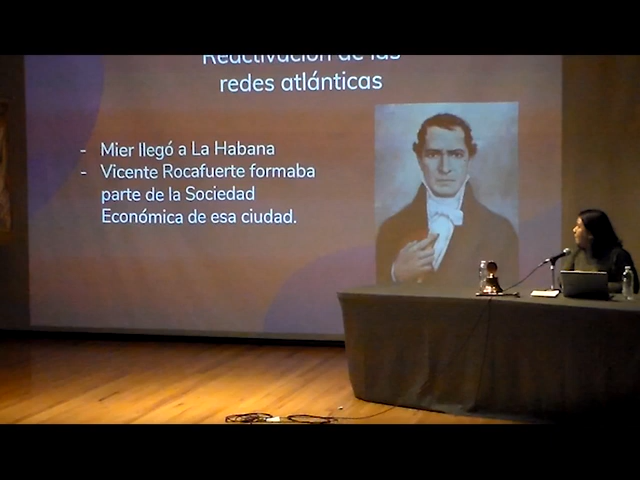 Reactivación de las
redes atlánticas
- Mier llegó a La Habana
- Vicente Rocafuerte formaba
parte de la Sociedad
Económica de esa ciudad.